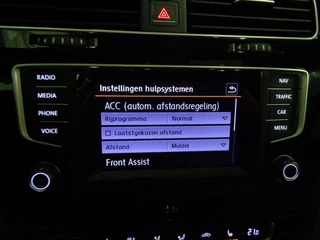 RADIO
MEDIA
PHONE
VOICE
Instellingen hulpsystemen
ACC (autom. afstandsregeling)
Rijprogramma: Normal
Laatstgekozen afstand
Afstand: Middel
Front Assist
NAV
TRAFFIC
CAR
MENU